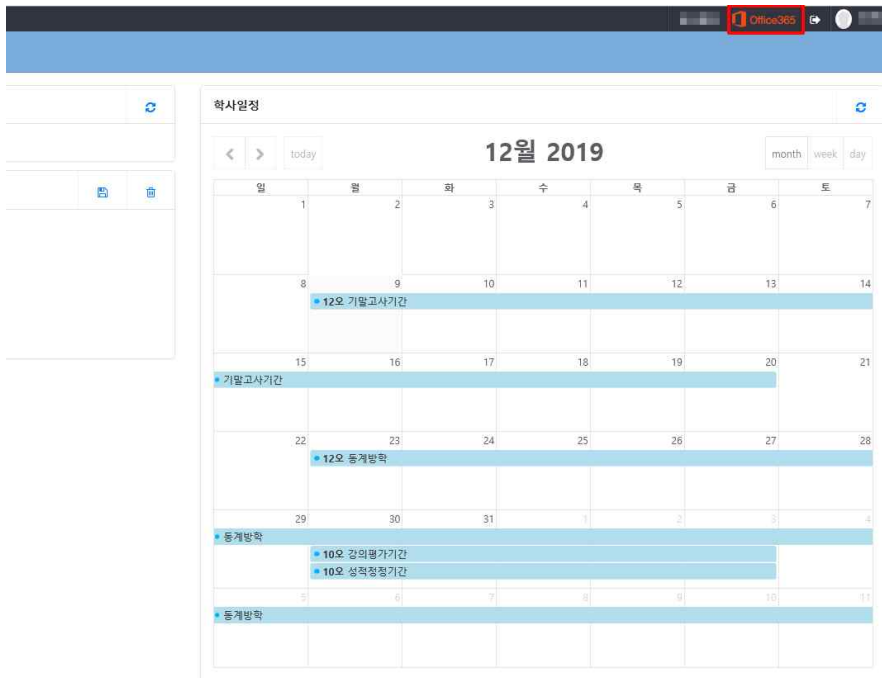 Office365
학사일정
today
12월 2019
month week day
일 월 화 수 목 금 토
1 2 3 4 5 6 7
8 9 10 11 12 13 14
12오 기말고사기간
15 16 17 18 19 20 21
기말고사기간
22 23 24 25 26 27 28
12오 동계방학
29 30 31 1 2 3 4
동계방학
10오 강의평가기간
10오 성적정정기간
5 6 7 8 9 10 11
동계방학